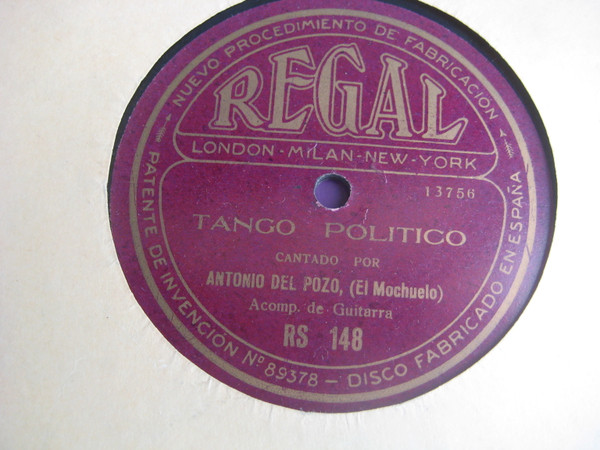 NUEVO PROCEDIMIENTO DE FABRICACION
REGAL
LONDON-MILAN-NEW-YORK
13756
TANGO POLITICO
CANTADO POR
ANTONIO DEL POZO, (El Mochuelo)
Acomp. de Guitarra
RS 148
PATENTE DE INVENCION Nº 89378 - DISCO FABRICADO EN ESPAÑA